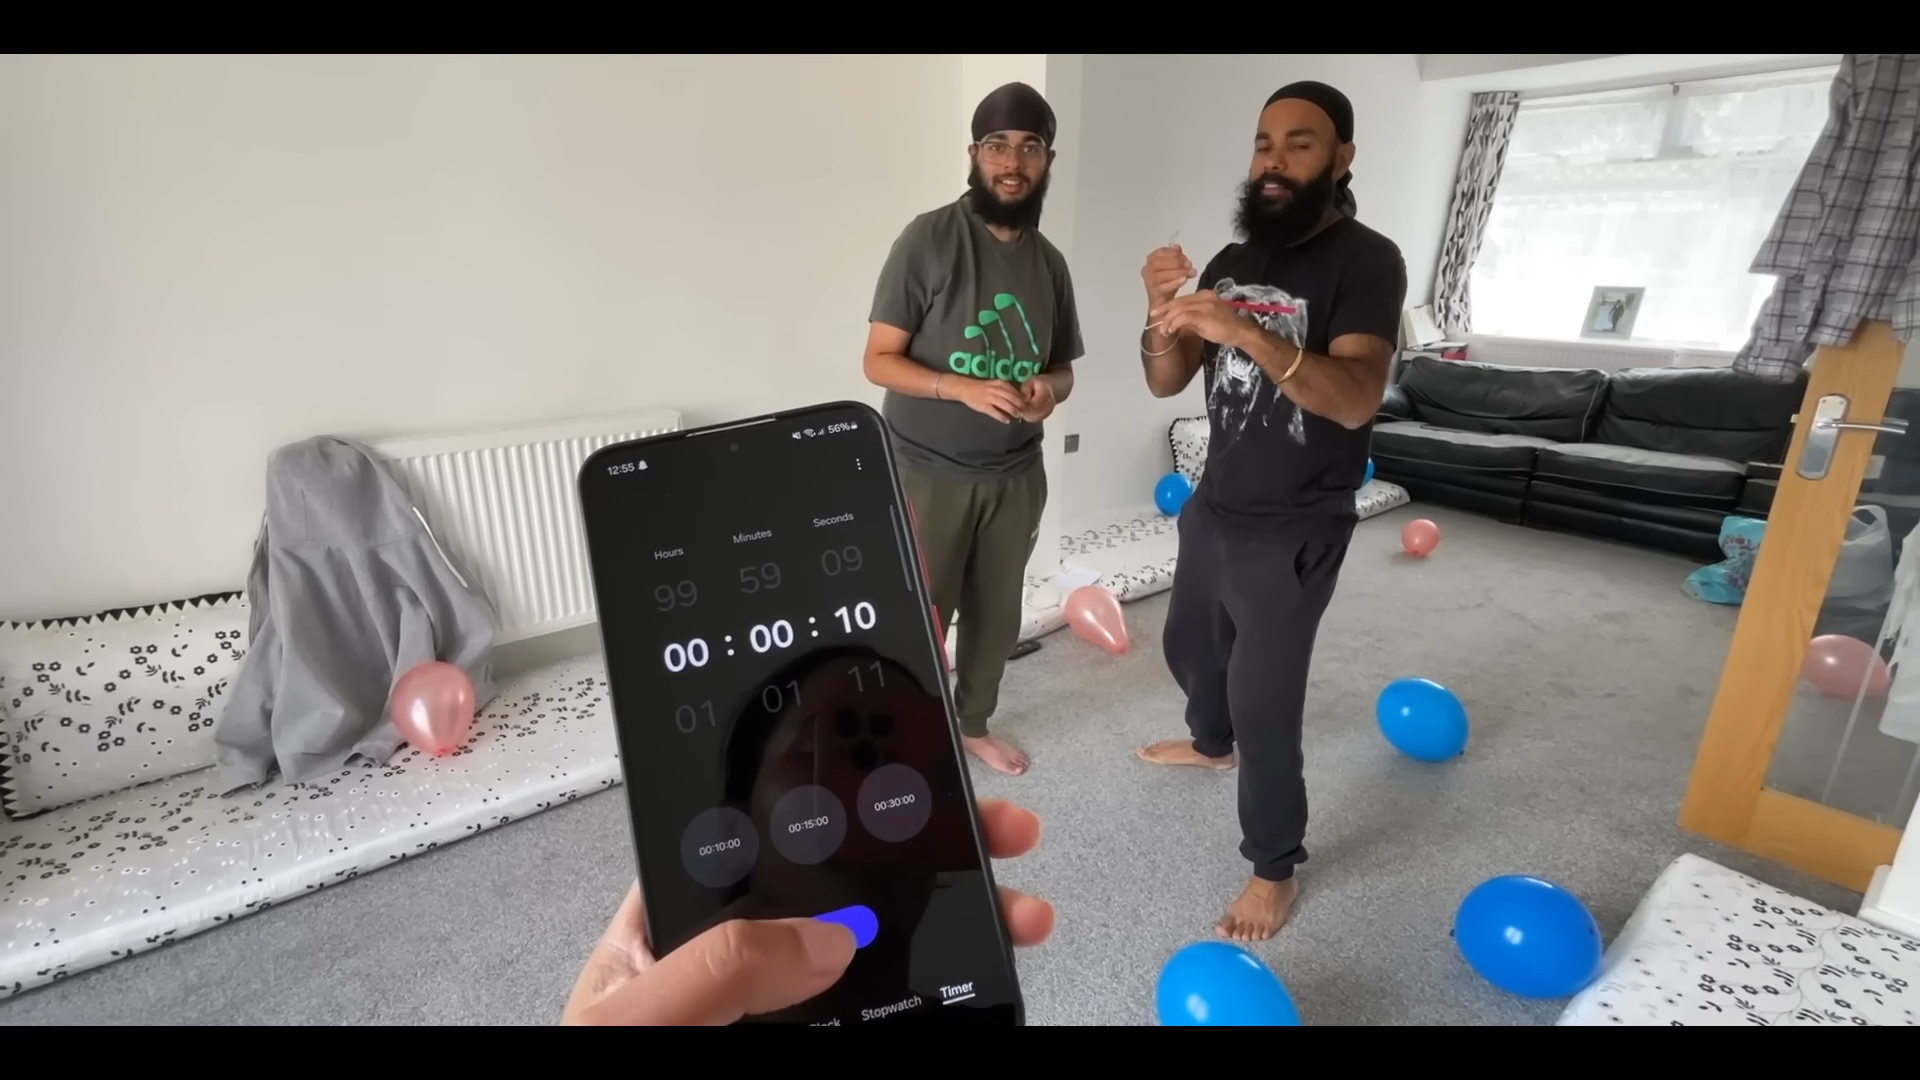 adidas
12:55 56%
Hours Minutes Seconds
99 59 09
00 : 00 : 10
01 01 11
00:10:00 00:15:00 00:30:00
Stopwatch Timer